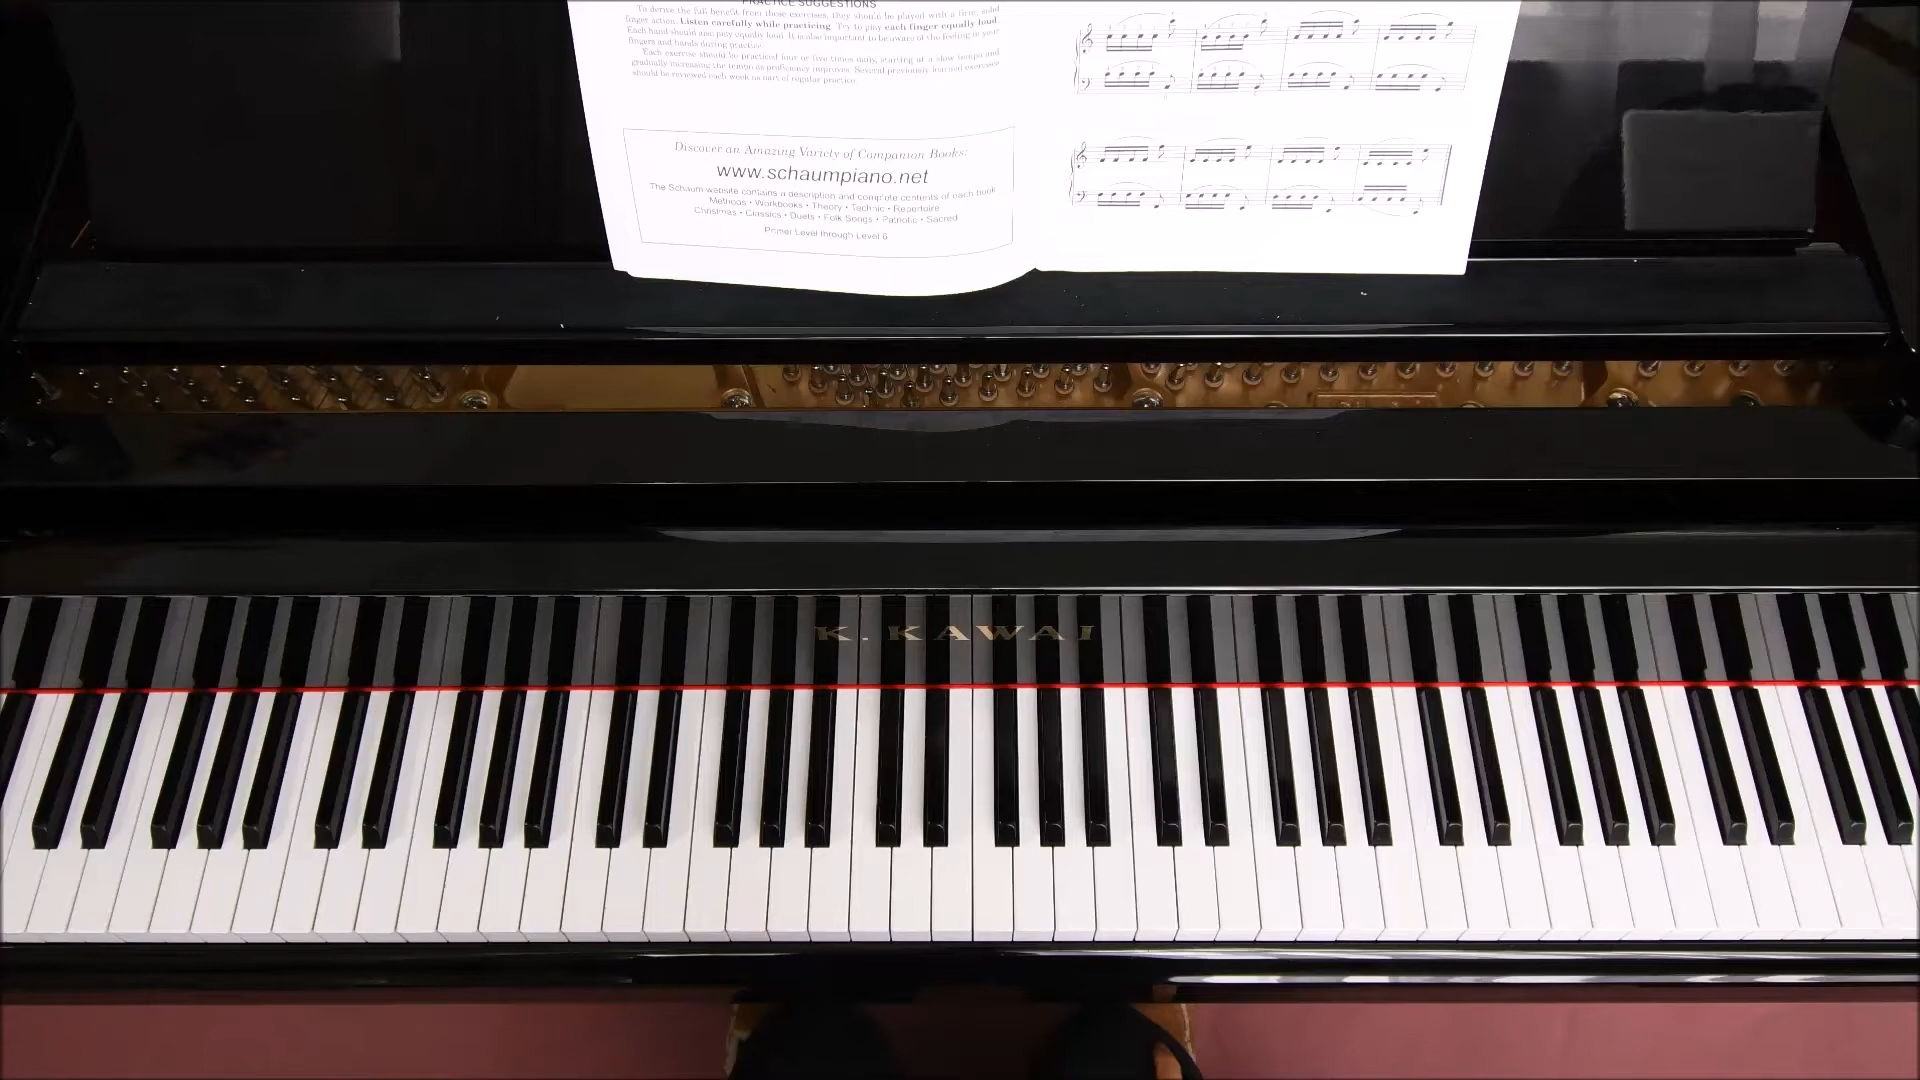 PRACTICE SUGGESTIONS
To derive the full benefit from these exercises, they should be played with a firm, solid
finger action. Listen carefully while practicing. Try to play each finger equally loud.
Each hand should also play equally loud. It is also important to be aware of the feeling in your
fingers and hands during practice.
Each exercise should be practiced four or five times daily, starting at a slow tempo and
gradually increasing the tempo as proficiency improves. Several previously learned exercises
should be reviewed each week as part of regular practice.
Discover an Amazing Variety of Companion Books:
www.schaumpiano.net
The Schaum website contains a description and complete contents of each book
Methods • Workbooks • Theory • Technic • Repertoire
Christmas • Classics • Duets • Folk Songs • Patriotic • Sacred
Primer Level through Level 6
K. KAWAI